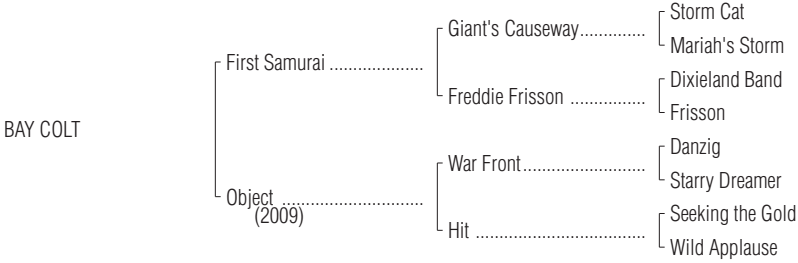 Storm Cat
Giant's Causeway..............
Mariah's Storm
First Samurai ....................
Dixieland Band
Freddie Frisson ................
Frisson
BAY COLT
Danzig
War Front..........................
Starry Dreamer
Object ..............................
(2009)
Seeking the Gold
Hit ....................................
Wild Applause